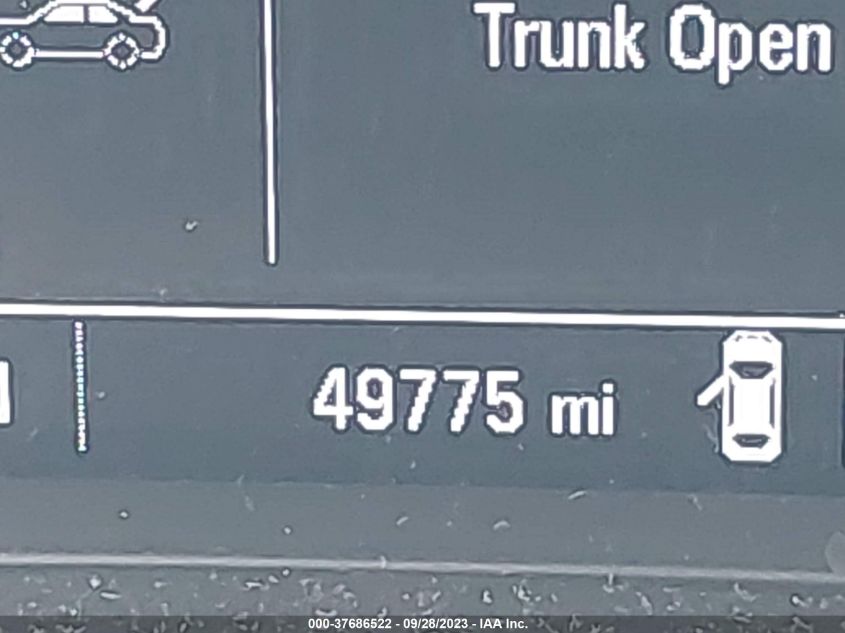 Trunk Open
49775 mi
000-37686522 - 09/28/2023 - IAA Inc.